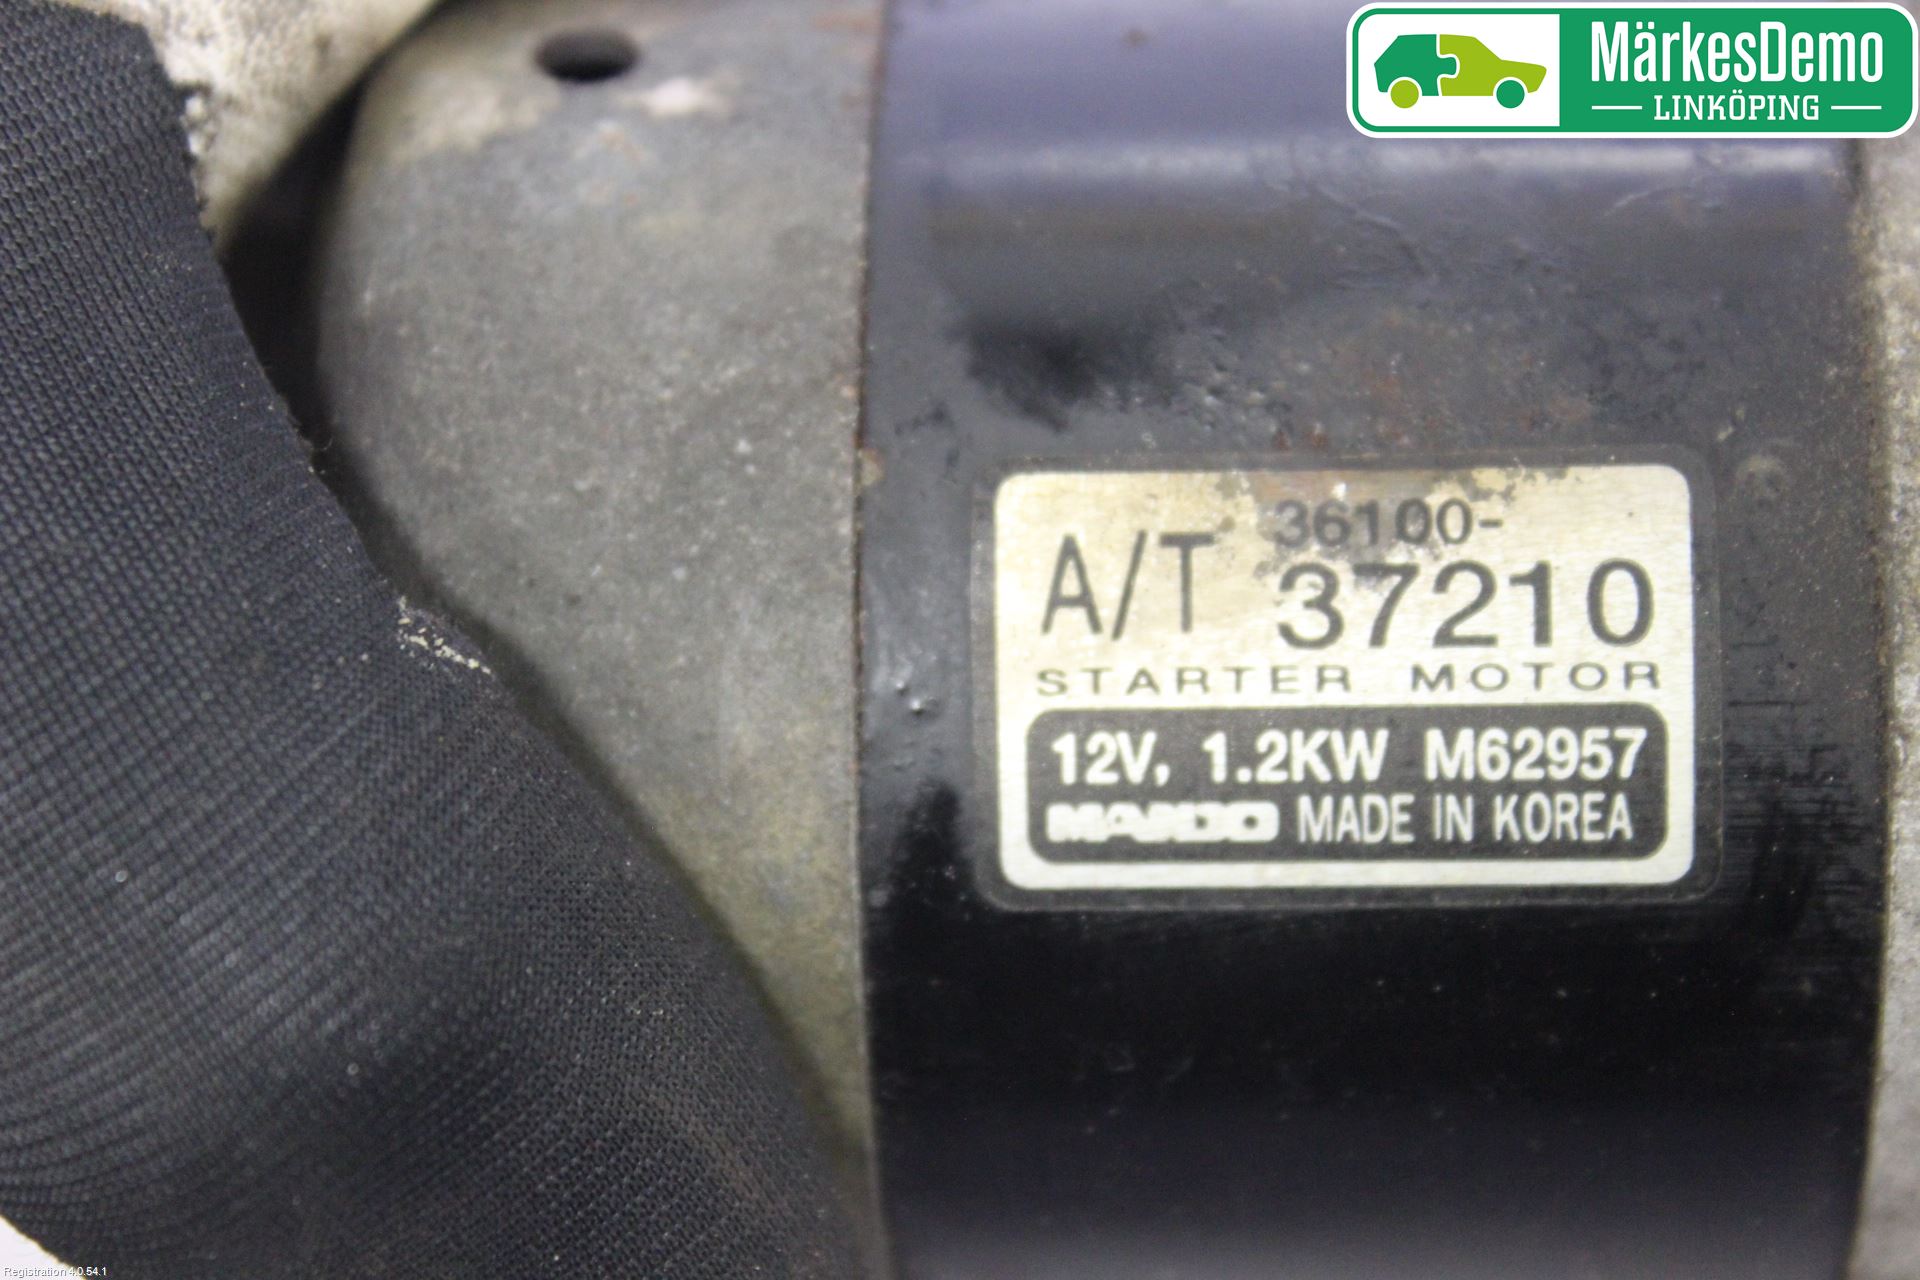 MärkesDemo
LINKÖPING
36100-
A/T 37210
STARTER MOTOR
12V, 1.2KW M62957
MANDO MADE IN KOREA
Registration 4.0.54.1